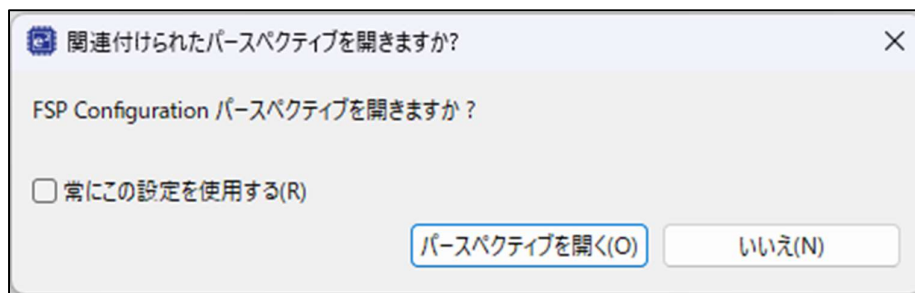 関連付けられたパースペクティブを開きますか?
FSP Configuration パースペクティブを開きますか ?
常にこの設定を使用する(R)
パースペクティブを開く(O)
いいえ(N)